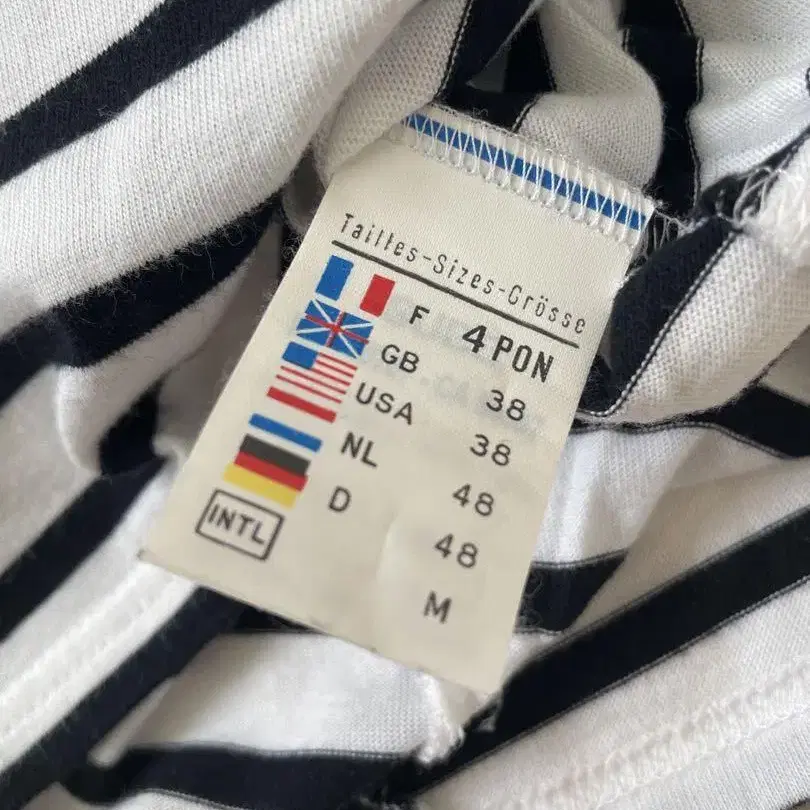 Tailles-Sizes-Grösse
F 4 PON
GB 38
USA 38
NL 48
D 48
INTL M